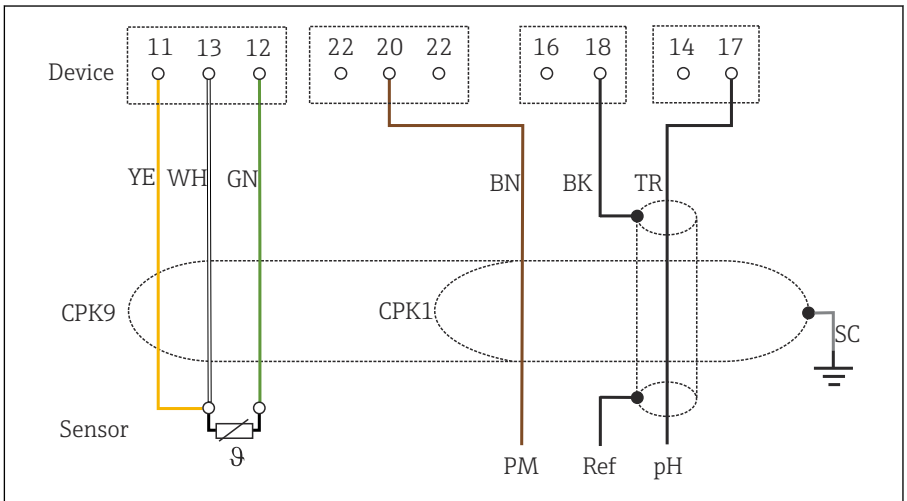 11 13 12 22 20 22 16 18 14 17
Device
YE WH GN BN BK TR
CPK9 CPK1
SC
Sensor
ϑ
PM Ref pH